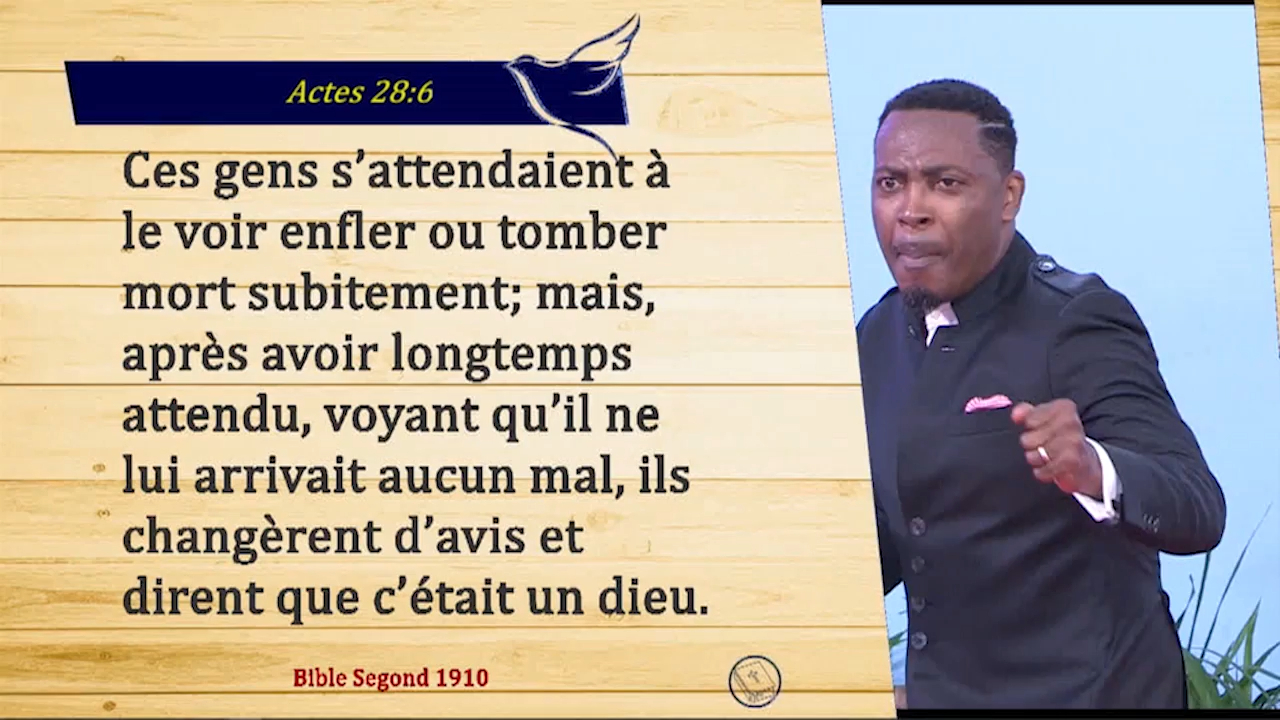 Actes 28:6
Ces gens s’attendaient à
le voir enfler ou tomber
mort subitement; mais,
après avoir longtemps
attendu, voyant qu’il ne
lui arrivait aucun mal, ils
changèrent d’avis et
dirent que c’était un dieu.
Bible Segond 1910